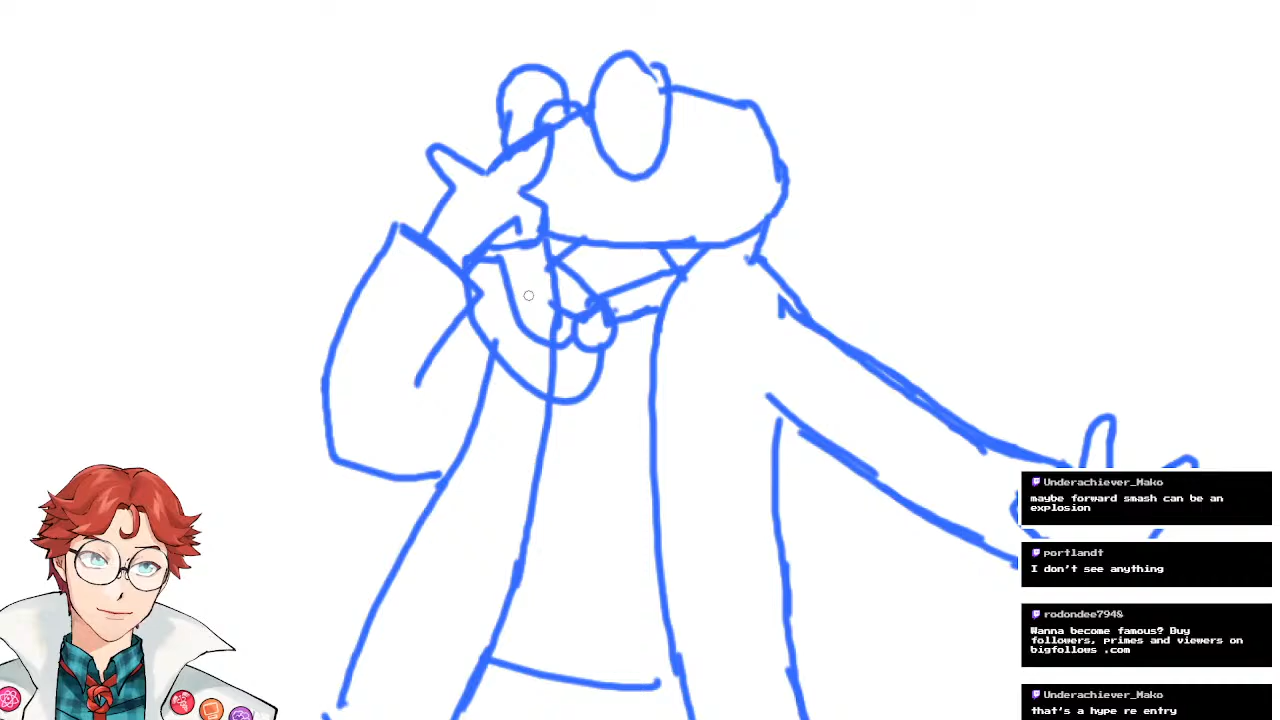 Underachiever_Mako
maybe forward smash can be an
explosion
portlandt
I don't see anything
rodondee7948
Wanna become famous? Buy
followers, primes and viewers on
bigfollows .com
Underachiever_Mako
that's a hype re entry